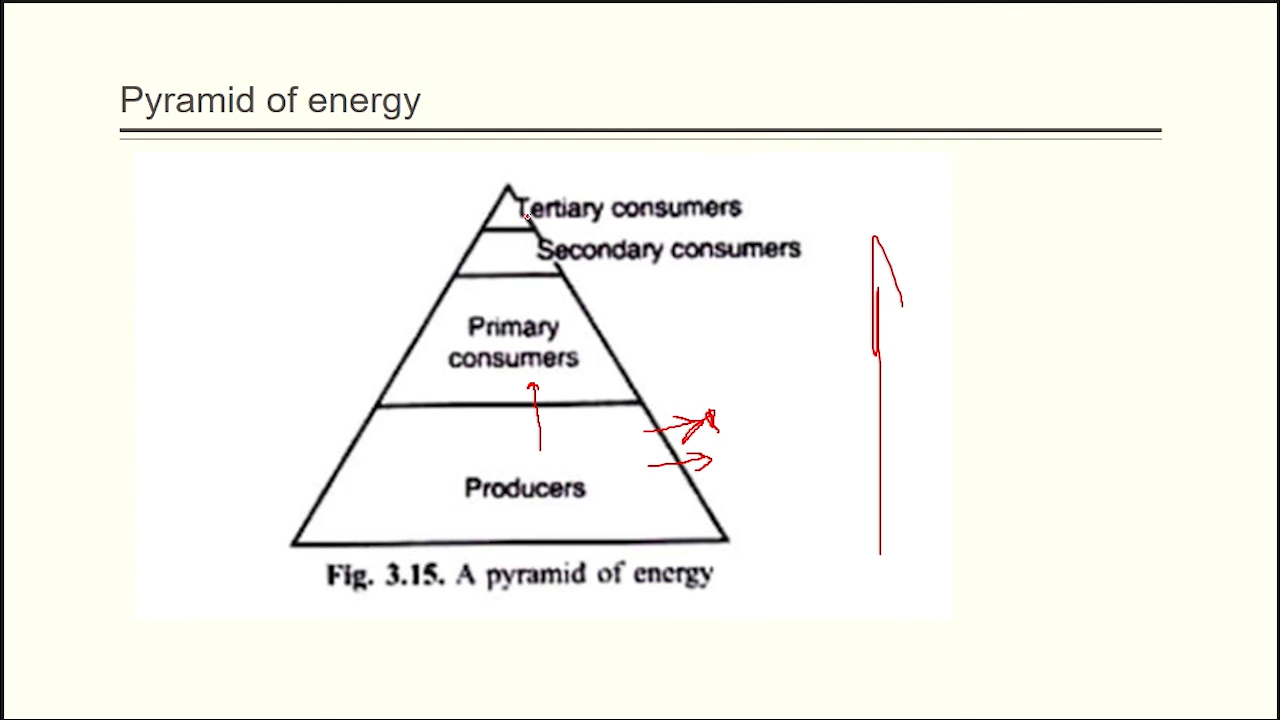 Pyramid of energy
Tertiary consumers
Secondary consumers
Primary
consumers
Producers
Fig. 3.15. A pyramid of energy